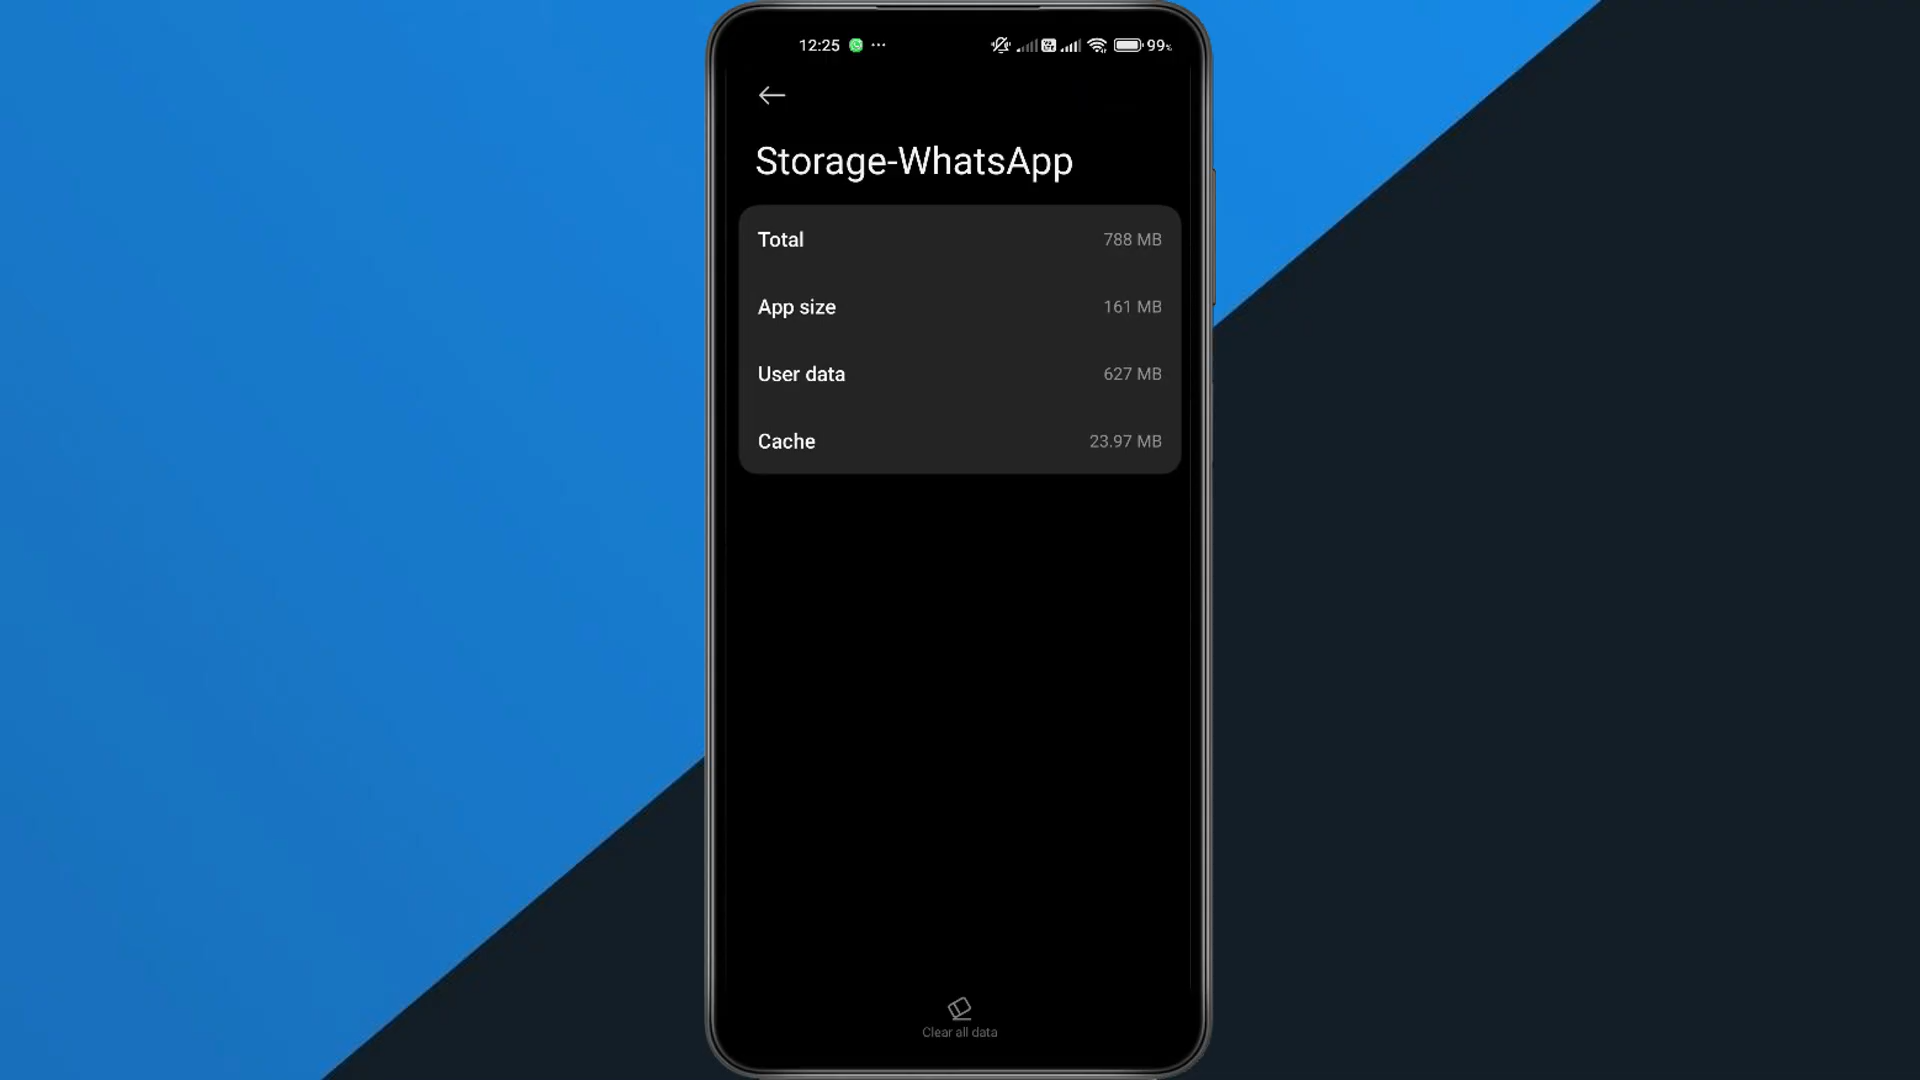 12:25 99%
Storage-WhatsApp
Total 788 MB
App size 161 MB
User data 627 MB
Cache 23.97 MB
Clear all data